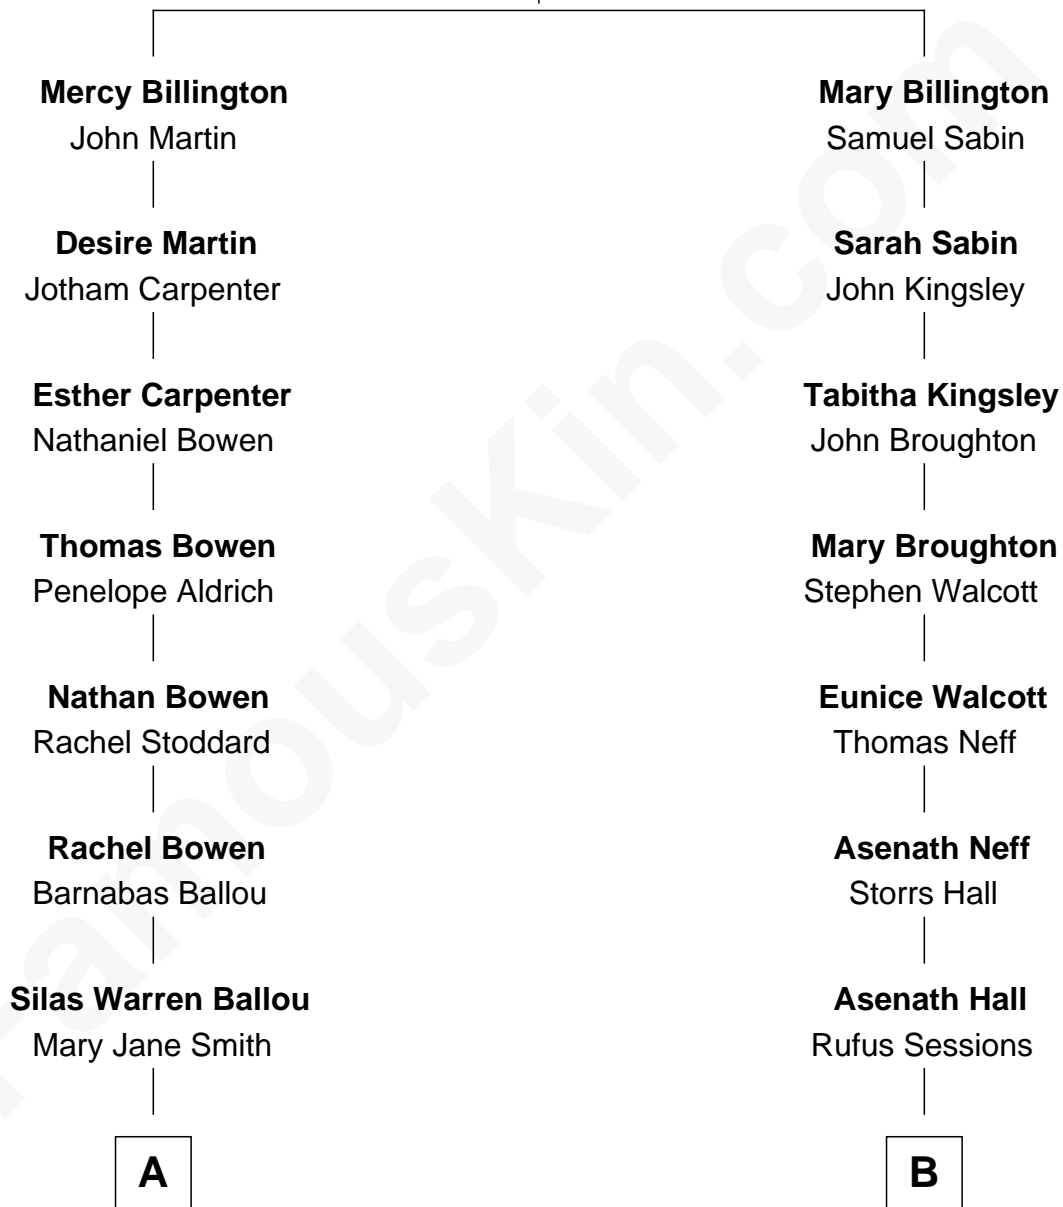 Mercy Billington
John Martin
Desire Martin
Jotham Carpenter
Esther Carpenter
Nathaniel Bowen
Thomas Bowen
Penelope Aldrich
Nathan Bowen
Rachel Stoddard
Rachel Bowen
Barnabas Ballou
Silas Warren Ballou
Mary Jane Smith
A
Mary Billington
Samuel Sabin
Sarah Sabin
John Kingsley
Tabitha Kingsley
John Broughton
Mary Broughton
Stephen Walcott
Eunice Walcott
Thomas Neff
Asenath Neff
Storrs Hall
Asenath Hall
Rufus Sessions
B
FamousKin.com